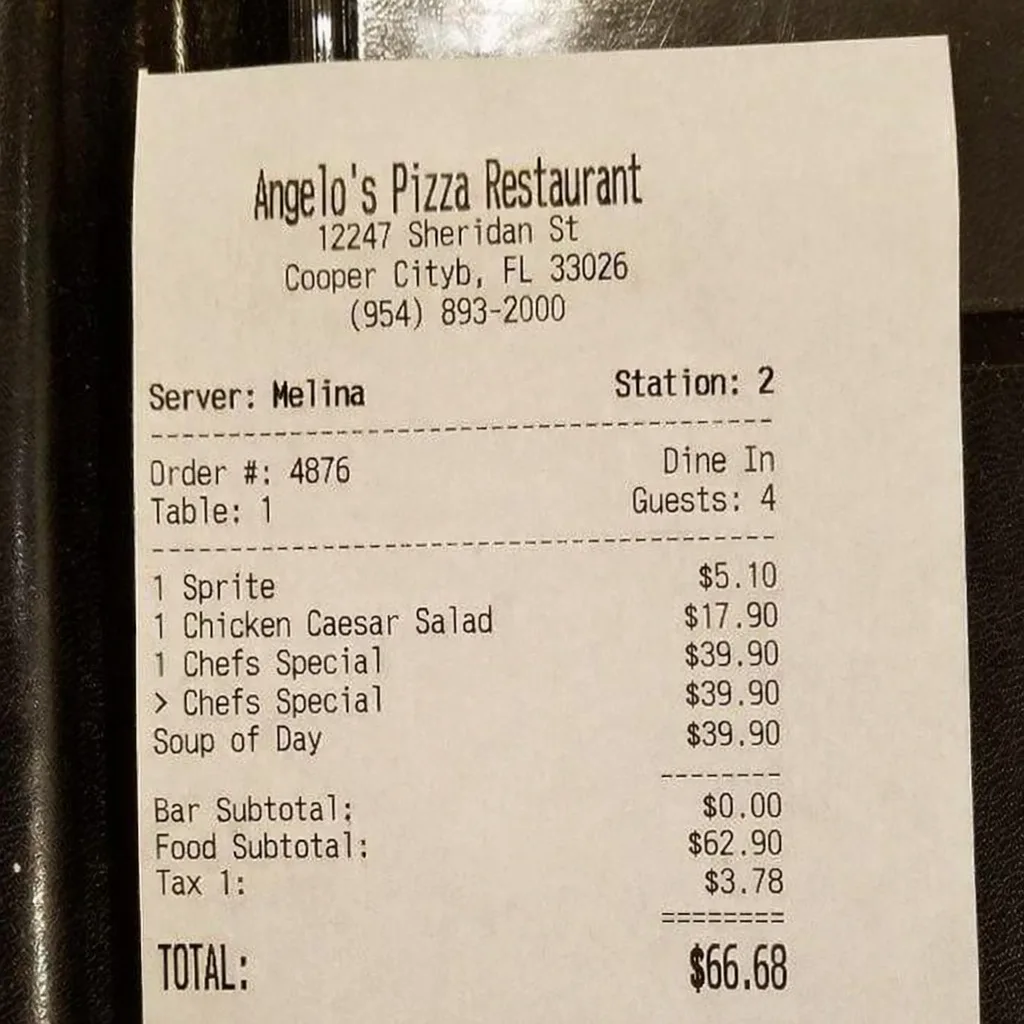 Angelo's Pizza Restaurant
12247 Sheridan St
Cooper Cityb, FL 33026
(954) 893-2000
Server: Melina Station: 2
Order #: 4876 Dine In
Table: 1 Guests: 4
1 Sprite $5.10
1 Chicken Caesar Salad $17.90
1 Chefs Special $39.90
> Chefs Special $39.90
Soup of Day $39.90
Bar Subtotal: $0.00
Food Subtotal: $62.90
Tax 1: $3.78
========
TOTAL: $66.68